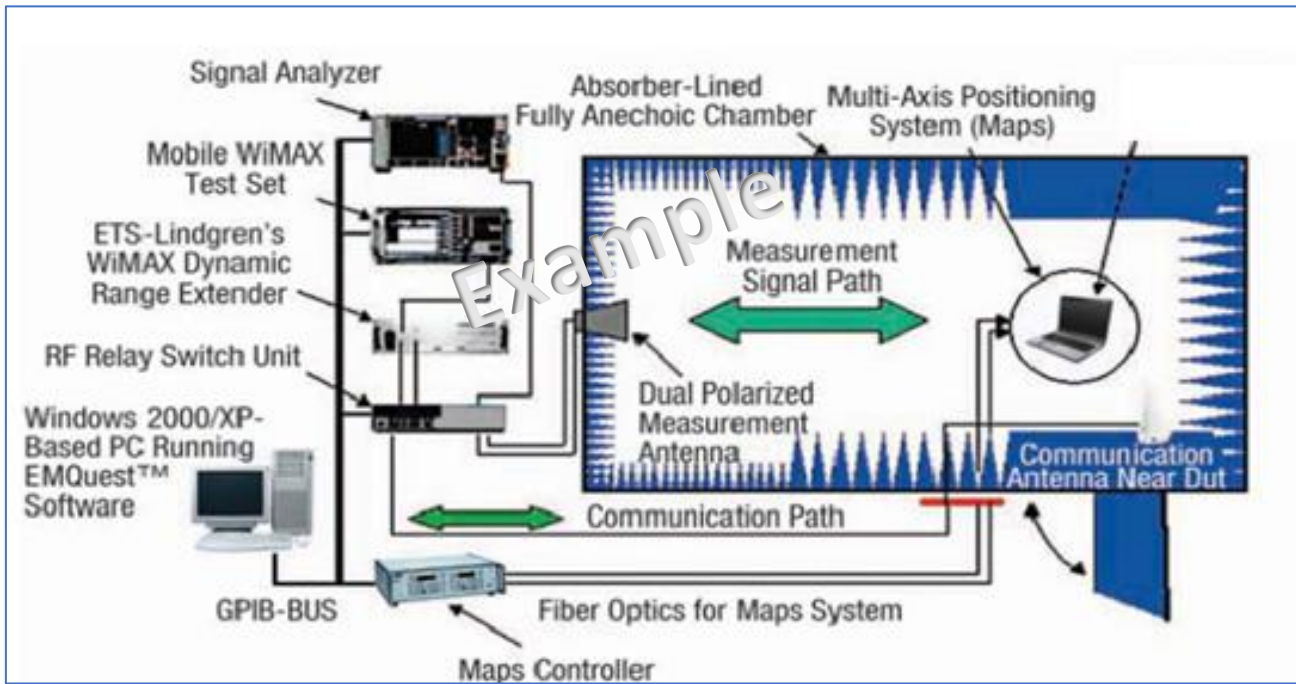 Signal Analyzer
Mobile WiMAX
Test Set
ETS-Lindgren's
WiMAX Dynamic
Range Extender
RF Relay Switch Unit
Windows 2000/XP-
Based PC Running
EMQuest™
Software
GPIB-BUS
Maps Controller
Absorber-Lined
Fully Anechoic Chamber
Multi-Axis Positioning
System (Maps)
Example
Measurement
Signal Path
Dual Polarized
Measurement
Antenna
Communication
Antenna Near Dut
Communication Path
Fiber Optics for Maps System